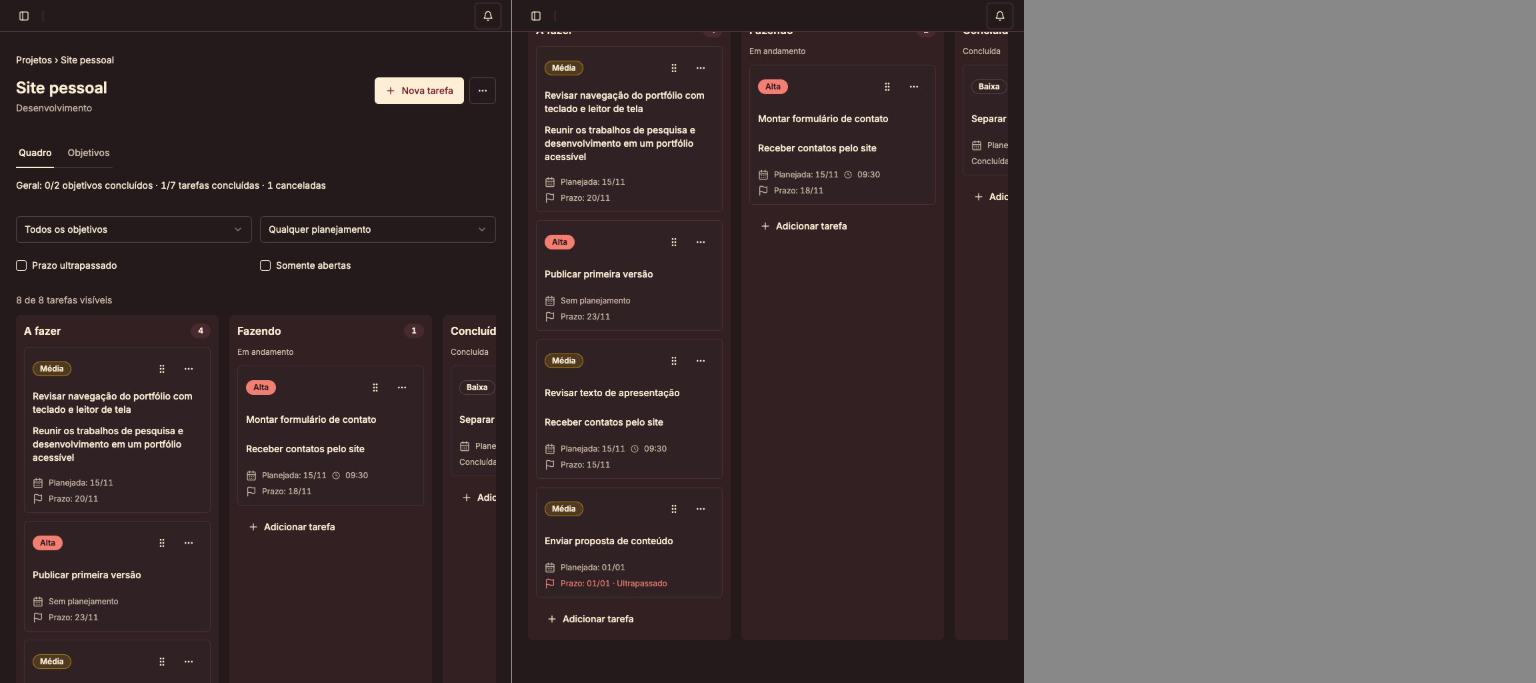 Projetos › Site pessoal
Site pessoal
Desenvolvimento
+ Nova tarefa
Quadro
Objetivos
Geral: 0/2 objetivos concluídos · 1/7 tarefas concluídas · 1 canceladas
Todos os objetivos
Qualquer planejamento
Prazo ultrapassado
Somente abertas
8 de 8 tarefas visíveis
A fazer
4
Média
Revisar navegação do portfólio com
teclado e leitor de tela
Reunir os trabalhos de pesquisa e
desenvolvimento em um portfólio
acessível
Planejada: 15/11
Prazo: 20/11
Alta
Publicar primeira versão
Sem planejamento
Prazo: 23/11
Média
Fazendo
1
Em andamento
Alta
Montar formulário de contato
Receber contatos pelo site
Planejada: 15/11 09:30
Prazo: 18/11
+ Adicionar tarefa
Concluíd
Concluída
Baixa
Separar
Plane
Concluída
+ Adic
A fazer
Média
Revisar navegação do portfólio com
teclado e leitor de tela
Reunir os trabalhos de pesquisa e
desenvolvimento em um portfólio
acessível
Planejada: 15/11
Prazo: 20/11
Alta
Publicar primeira versão
Sem planejamento
Prazo: 23/11
Média
Revisar texto de apresentação
Receber contatos pelo site
Planejada: 15/11 09:30
Prazo: 15/11
Média
Enviar proposta de conteúdo
Planejada: 01/01
Prazo: 01/01 · Ultrapassado
+ Adicionar tarefa
Fazendo
Em andamento
Alta
Montar formulário de contato
Receber contatos pelo site
Planejada: 15/11 09:30
Prazo: 18/11
+ Adicionar tarefa
Concluíd
Concluída
Baixa
Separar
Plane
Concluída
+ Adic